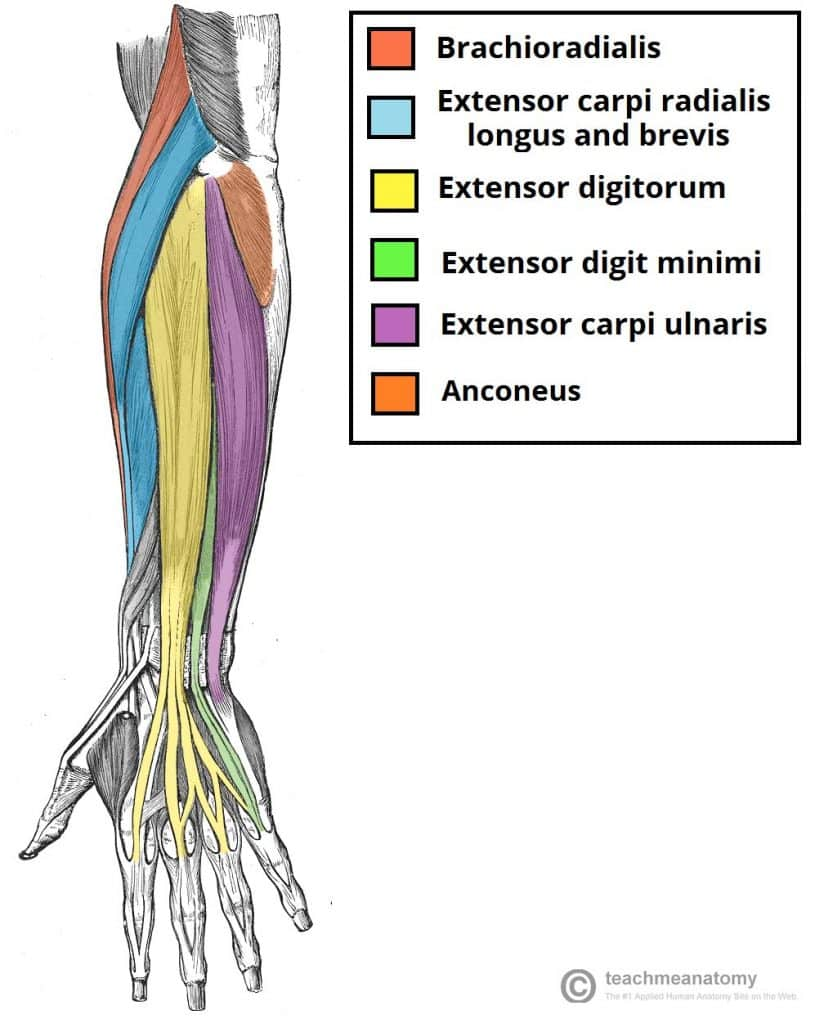 Brachioradialis
Extensor carpi radialis
longus and brevis
Extensor digitorum
Extensor digit minimi
Extensor carpi ulnaris
Anconeus
© teachmeanatomy
The #1 Applied Human Anatomy Site on the Web.